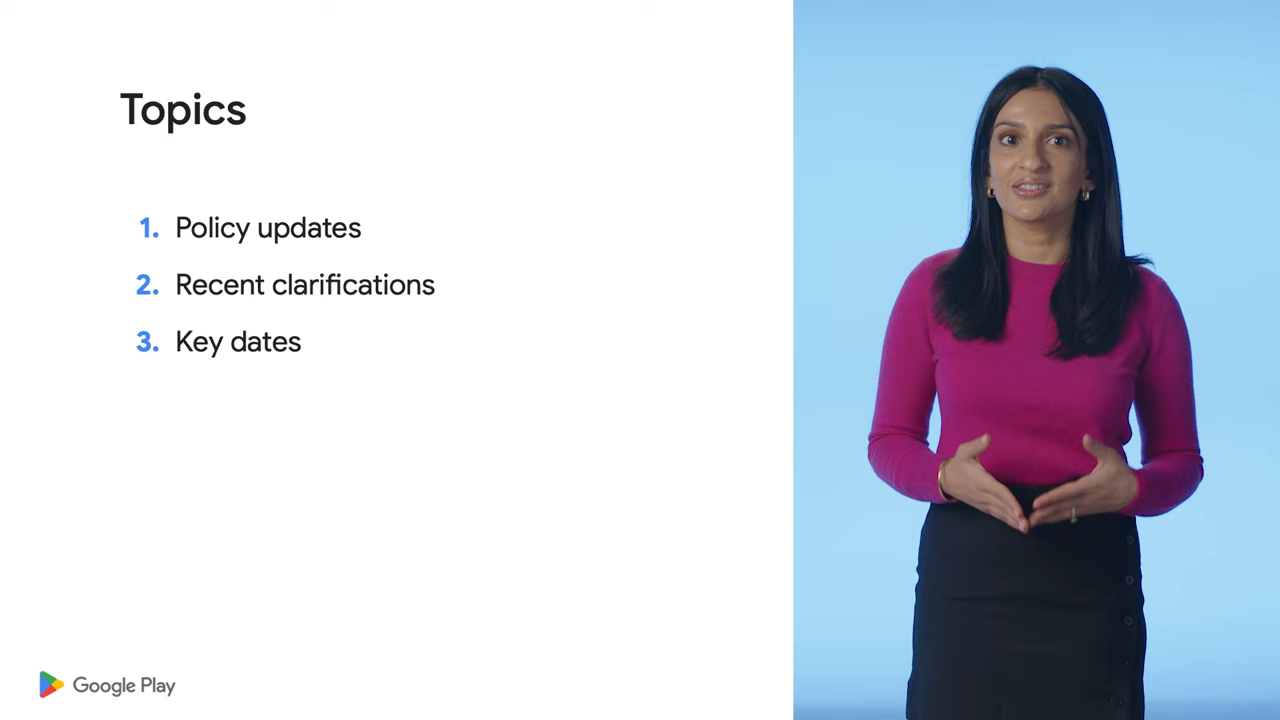 Topics
1. Policy updates
2. Recent clarifications
3. Key dates
Google Play